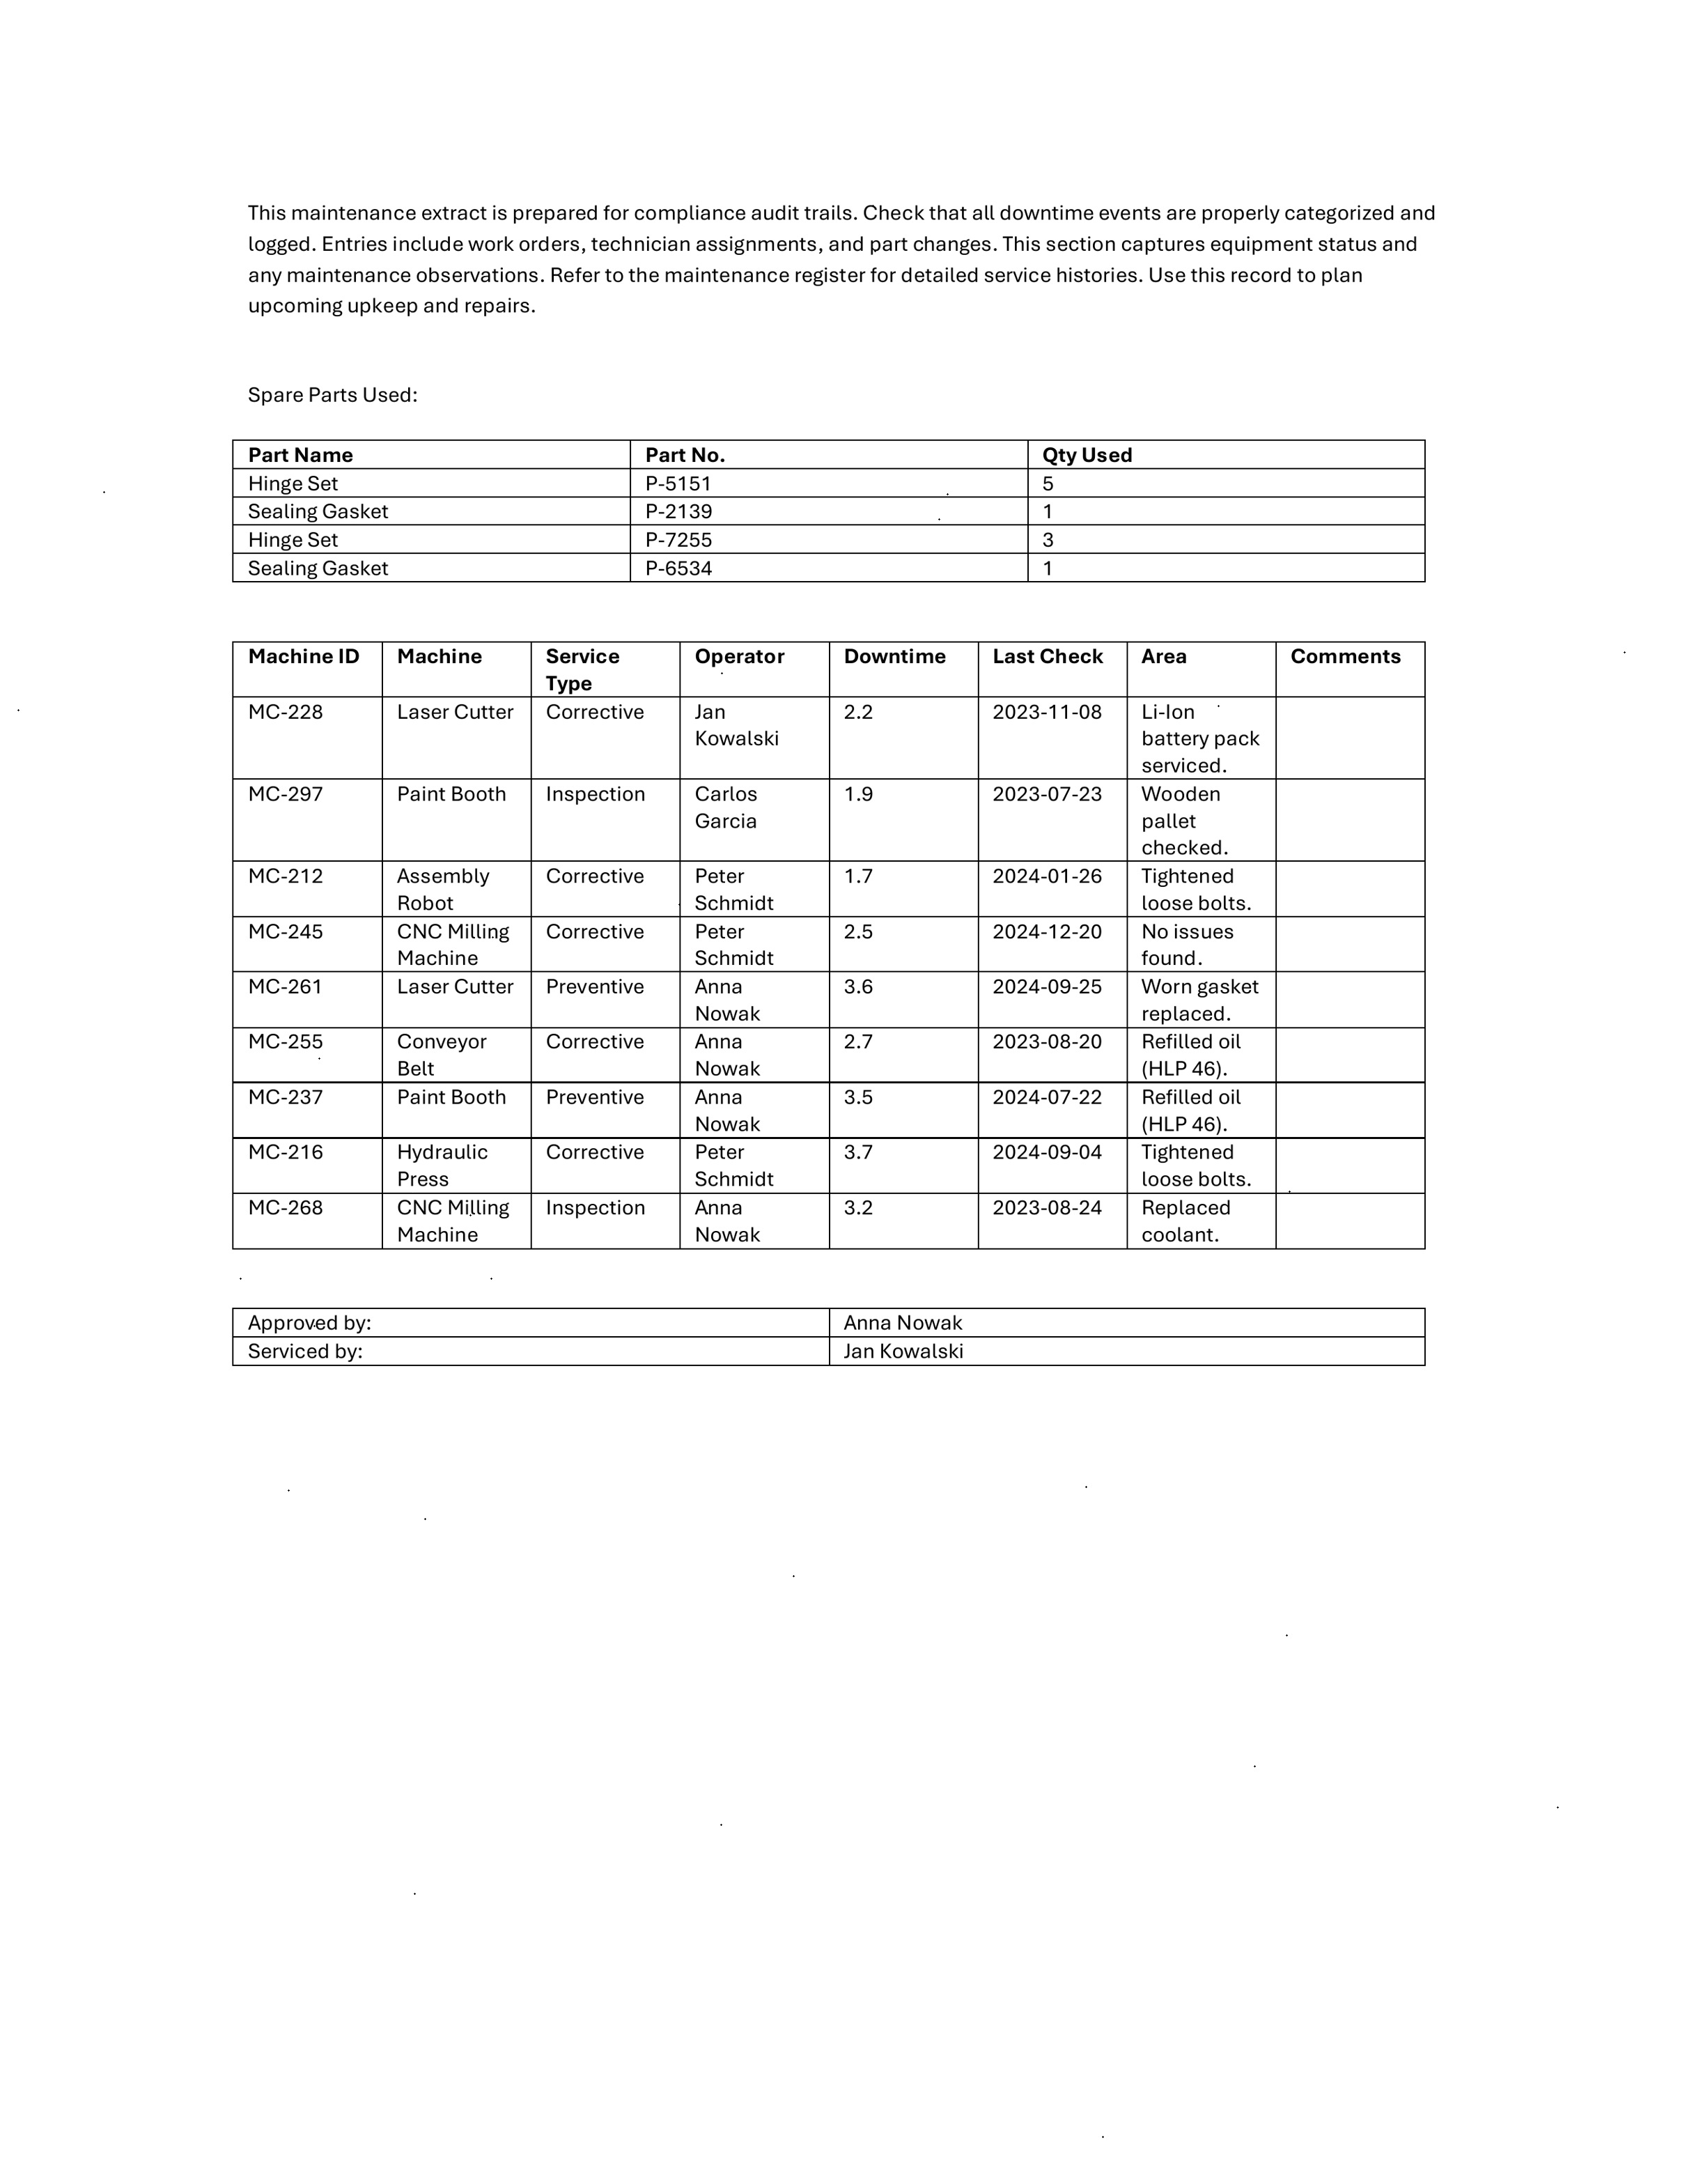 This maintenance extract is prepared for compliance audit trails. Check that all downtime events are properly categorized and
logged. Entries include work orders, technician assignments, and part changes. This section captures equipment status and
any maintenance observations. Refer to the maintenance register for detailed service histories. Use this record to plan
upcoming upkeep and repairs.
Spare Parts Used:
Part Name Part No. Qty Used
Hinge Set P-5151 5
Sealing Gasket P-2139 1
Hinge Set P-7255 3
Sealing Gasket P-6534 1
Machine ID Machine Service Operator Downtime Last Check Area Comments
Type
MC-228 Laser Cutter Corrective Jan 2.2 2023-11-08 Li-Ion
Kowalski battery pack
serviced.
MC-297 Paint Booth Inspection Carlos 1.9 2023-07-23 Wooden
Garcia pallet
checked.
MC-212 Assembly Corrective Peter 1.7 2024-01-26 Tightened
Robot Schmidt loose bolts.
MC-245 CNC Milling Corrective Peter 2.5 2024-12-20 No issues
Machine Schmidt found.
MC-261 Laser Cutter Preventive Anna 3.6 2024-09-25 Worn gasket
Nowak replaced.
MC-255 Conveyor Corrective Anna 2.7 2023-08-20 Refilled oil
Belt Nowak (HLP 46).
MC-237 Paint Booth Preventive Anna 3.5 2024-07-22 Refilled oil
Nowak (HLP 46).
MC-216 Hydraulic Corrective Peter 3.7 2024-09-04 Tightened
Press Schmidt loose bolts.
MC-268 CNC Milling Inspection Anna 3.2 2023-08-24 Replaced
Machine Nowak coolant.
Approved by: Anna Nowak
Serviced by: Jan Kowalski